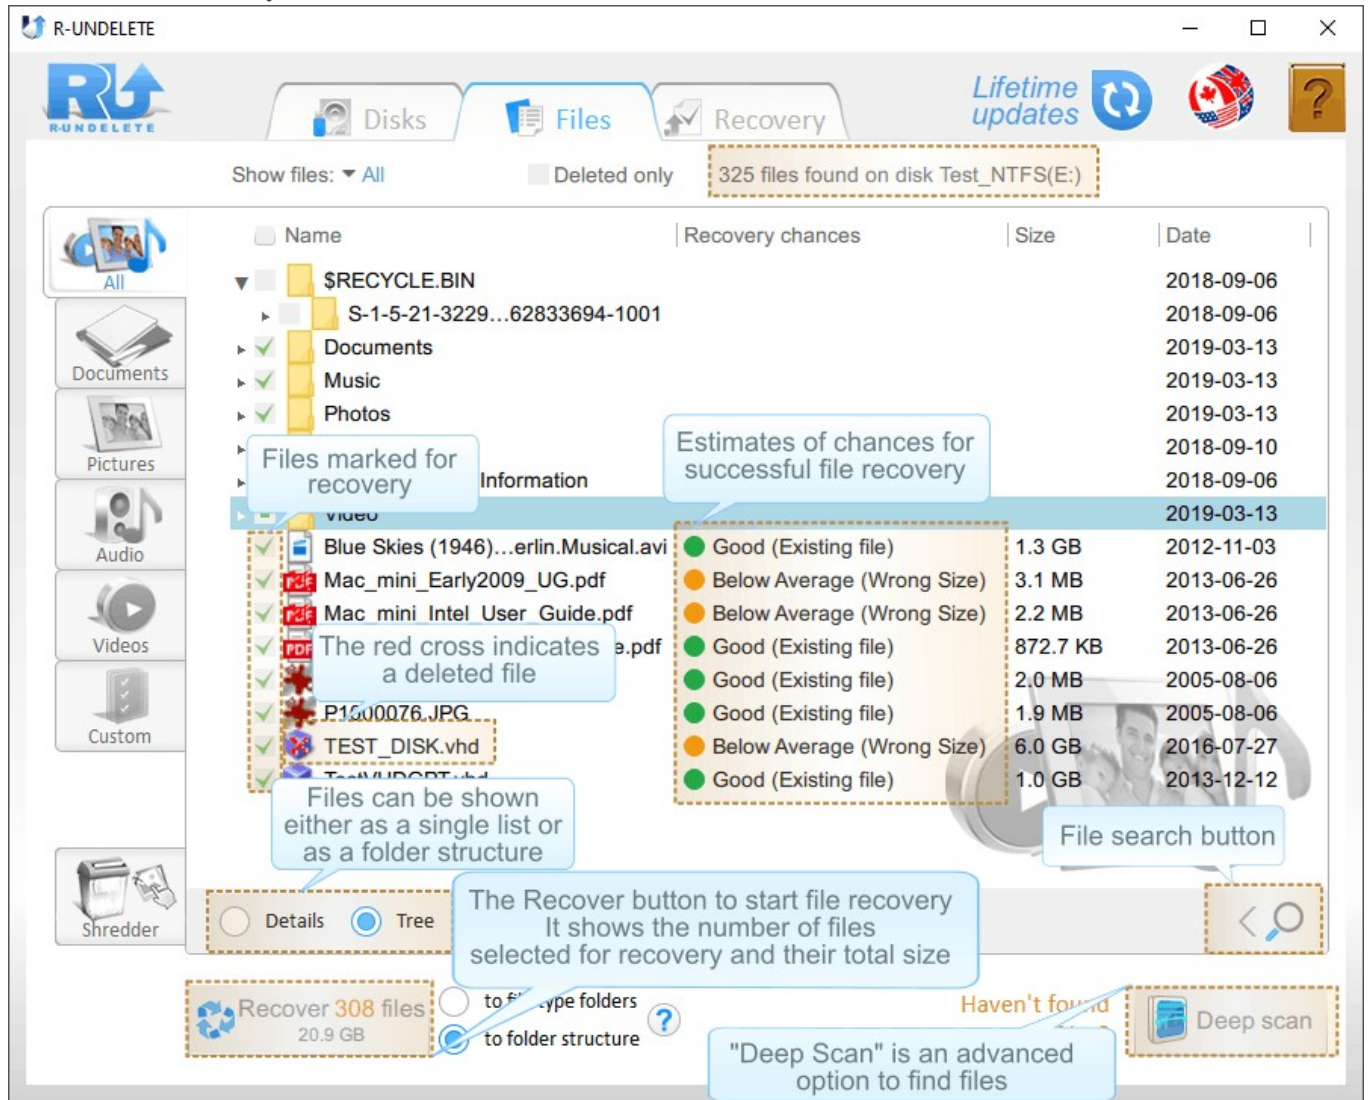 R-UNDELETE
R-UNDELETE
Disks
Files
Recovery
Lifetime
updates
?
Show files: All
Deleted only
325 files found on disk Test_NTFS(E:)
Name Recovery chances Size Date
All
$RECYCLE.BIN 2018-09-06
S-1-5-21-3229...62833694-1001 2018-09-06
Documents 2019-03-13
Documents
Music 2019-03-13
Photos 2019-03-13
2018-09-10
Pictures
Files marked for
recovery
Estimates of chances for
successful file recovery
Information 2018-09-06
Video 2019-03-13
Audio
Blue Skies (1946)...erlin.Musical.avi Good (Existing file) 1.3 GB 2012-11-03
Mac_mini_Early2009_UG.pdf Below Average (Wrong Size) 3.1 MB 2013-06-26
Mac_mini_Intel_User_Guide.pdf Below Average (Wrong Size) 2.2 MB 2013-06-26
Videos
PDF e.pdf Good (Existing file) 872.7 KB 2013-06-26
The red cross indicates
a deleted file
Good (Existing file) 2.0 MB 2005-08-06
P1000076.JPG Good (Existing file) 1.9 MB 2005-08-06
Custom
TEST_DISK.vhd Below Average (Wrong Size) 6.0 GB 2016-07-27
TestVHDGPT.vhd Good (Existing file) 1.0 GB 2013-12-12
Files can be shown
either as a single list or
as a folder structure
File search button
Shredder
Details Tree
The Recover button to start file recovery
It shows the number of files
selected for recovery and their total size
Recover 308 files
20.9 GB
to file type folders
to folder structure
?
Haven't found
Deep scan
"Deep Scan" is an advanced
option to find files